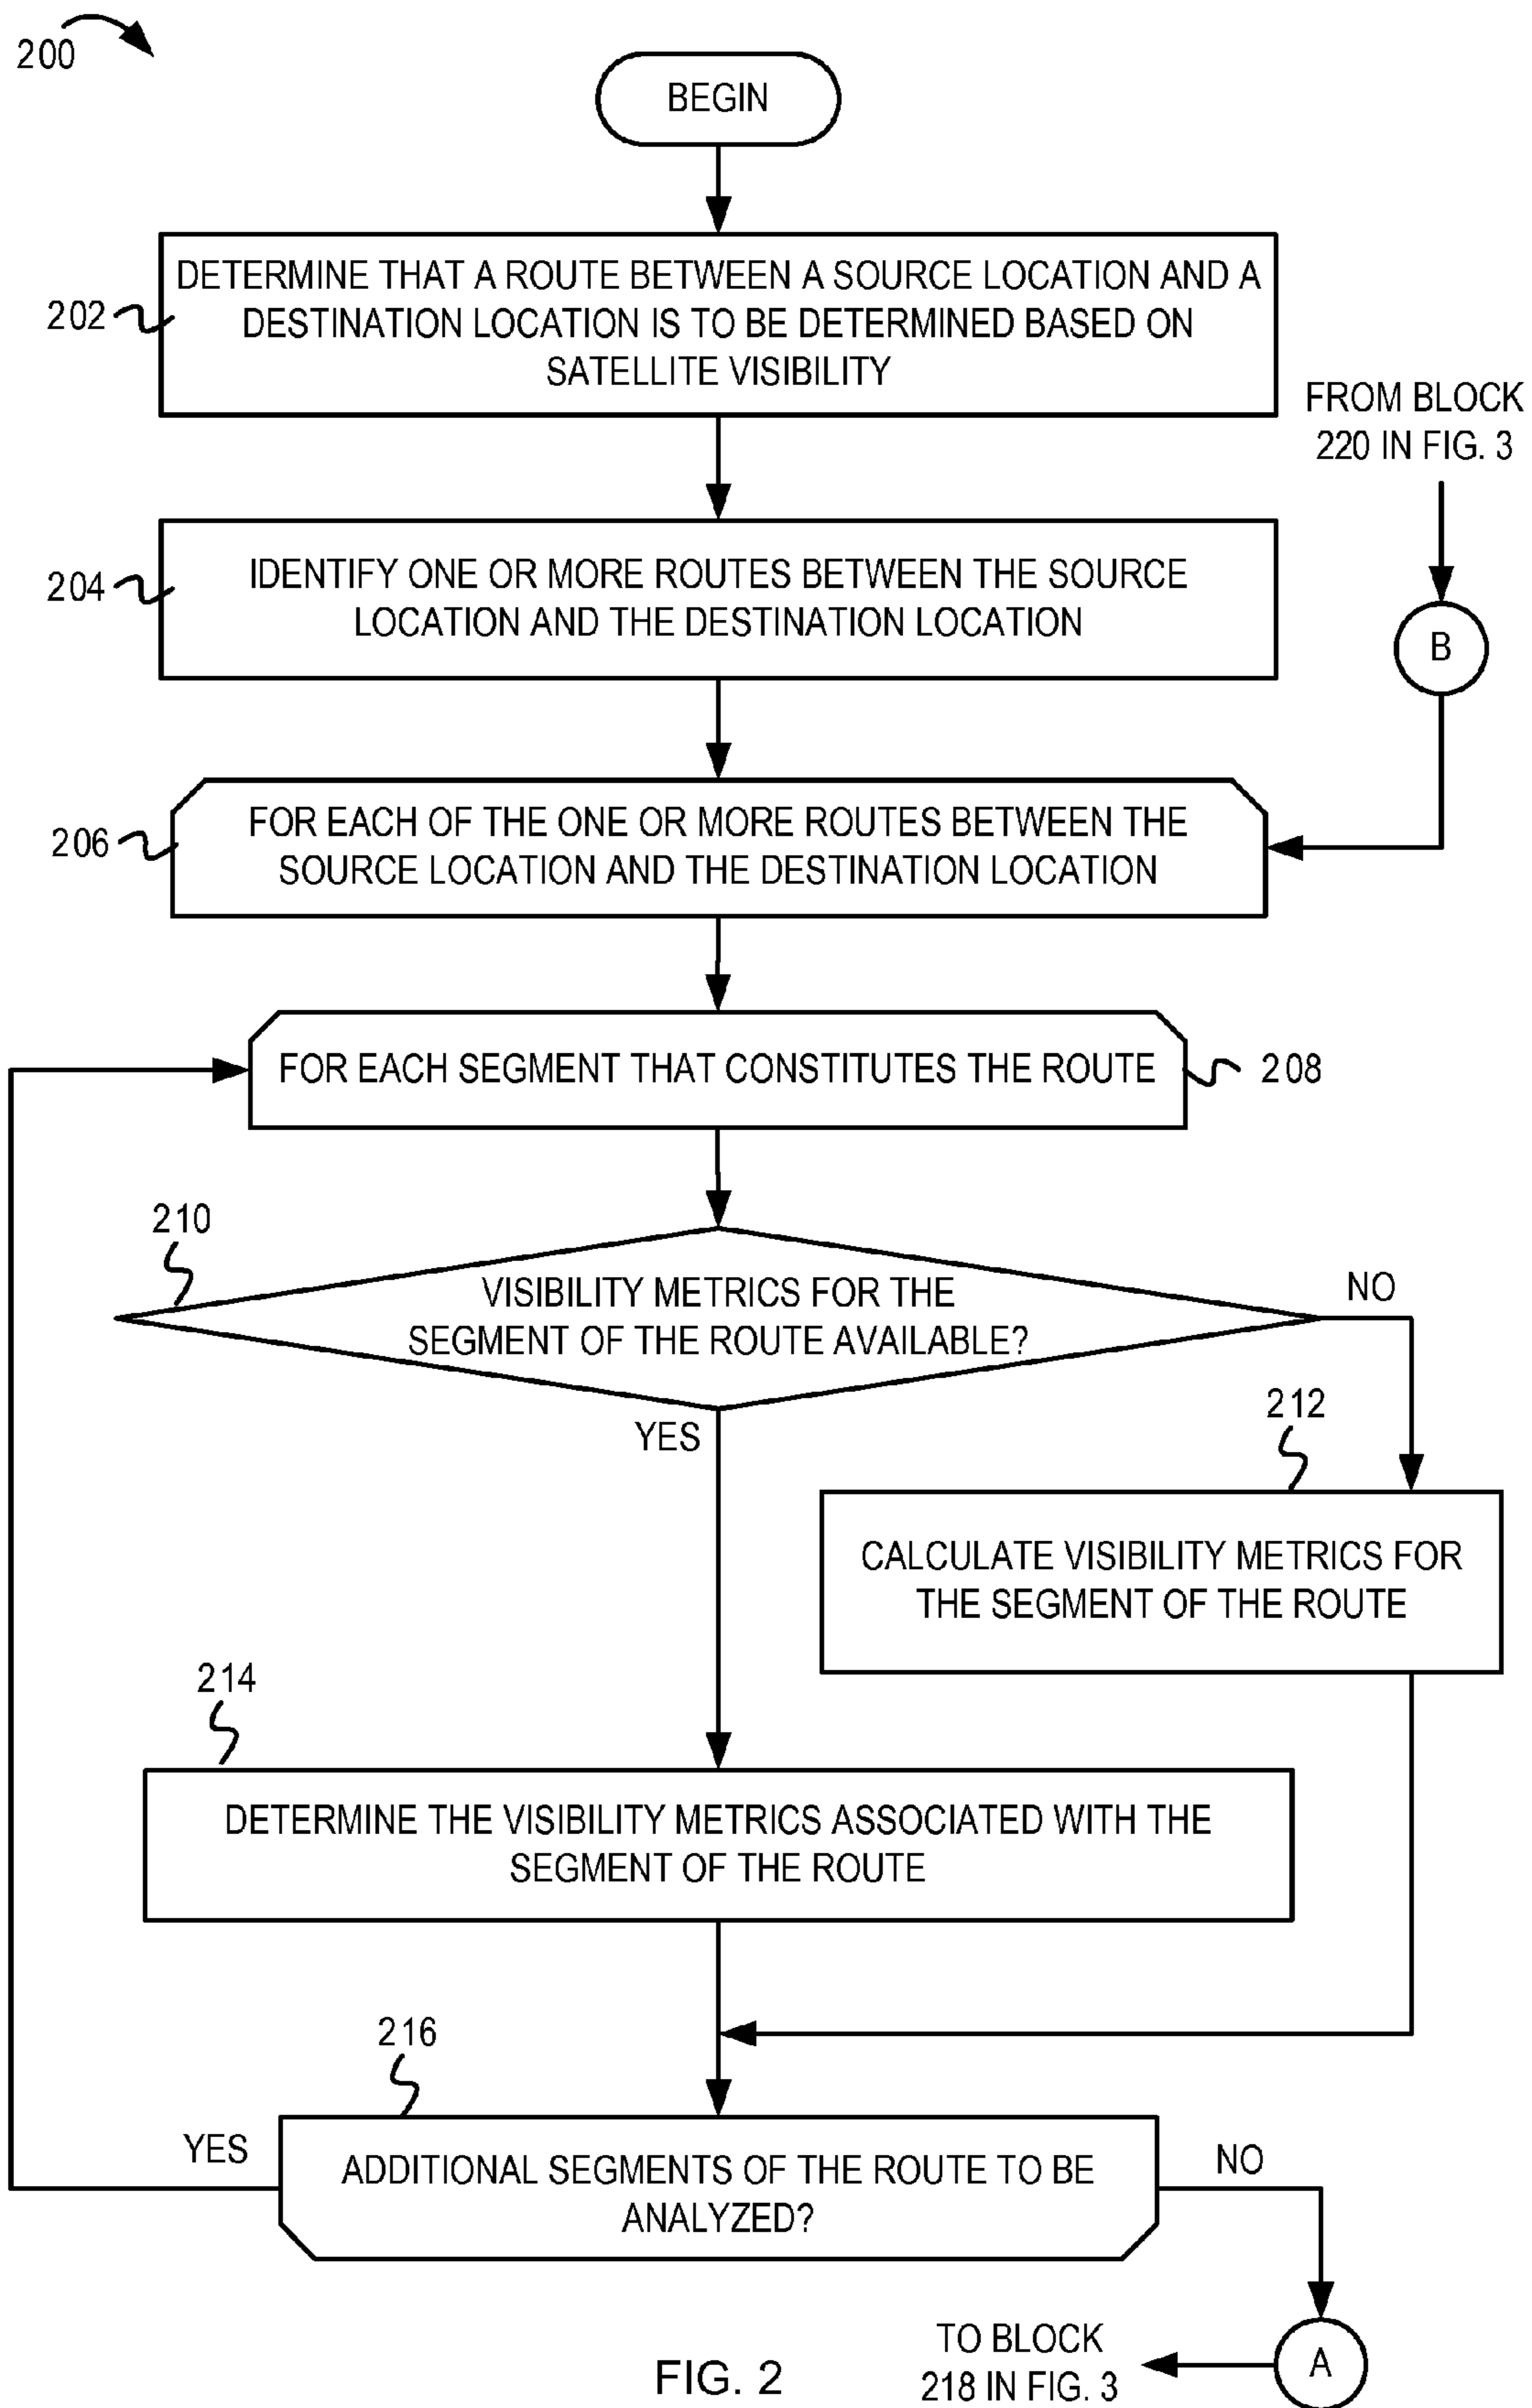 200
BEGIN
DETERMINE THAT A ROUTE BETWEEN A SOURCE LOCATION AND A
DESTINATION LOCATION IS TO BE DETERMINED BASED ON
SATELLITE VISIBILITY
202
FROM BLOCK
220 IN FIG. 3
IDENTIFY ONE OR MORE ROUTES BETWEEN THE SOURCE
LOCATION AND THE DESTINATION LOCATION
204
B
FOR EACH OF THE ONE OR MORE ROUTES BETWEEN THE
SOURCE LOCATION AND THE DESTINATION LOCATION
206
FOR EACH SEGMENT THAT CONSTITUTES THE ROUTE
208
210
VISIBILITY METRICS FOR THE
SEGMENT OF THE ROUTE AVAILABLE?
NO
YES
212
CALCULATE VISIBILITY METRICS FOR
THE SEGMENT OF THE ROUTE
214
DETERMINE THE VISIBILITY METRICS ASSOCIATED WITH THE
SEGMENT OF THE ROUTE
216
YES
ADDITIONAL SEGMENTS OF THE ROUTE TO BE
ANALYZED?
NO
TO BLOCK
218 IN FIG. 3
A
FIG. 2